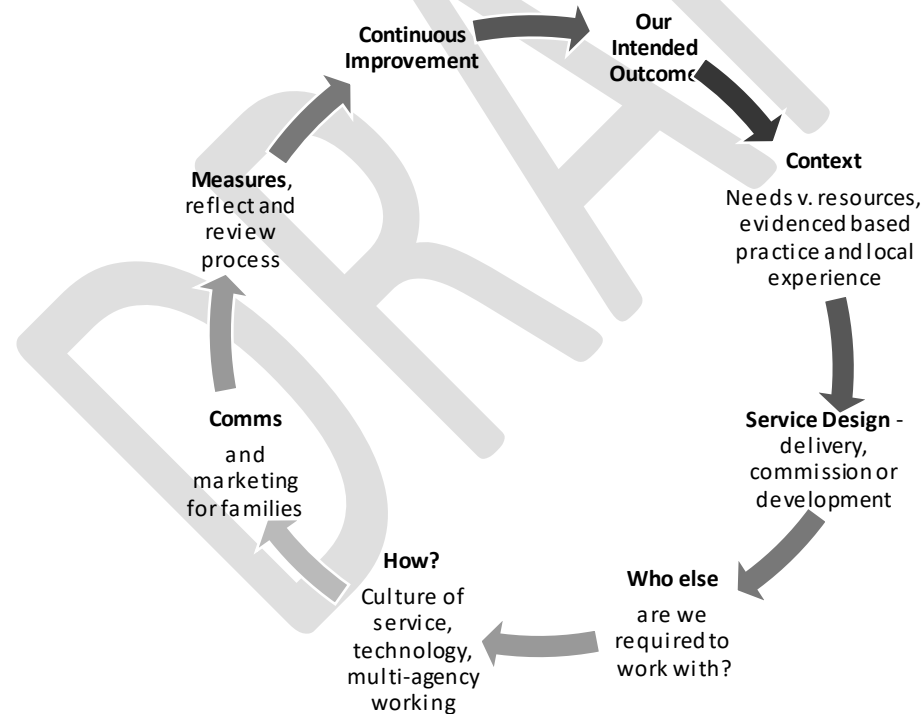 Continuous
Improvement
Our
Intended
Outcome
Context
Needs v. resources,
evidenced based
practice and local
experience
Service Design -
delivery,
commission or
development
Who else
are we
required to
work with?
How?
Culture of
service,
technology,
multi-agency
working
Comms
and
marketing
for families
Measures,
reflect and
review
process
DRA